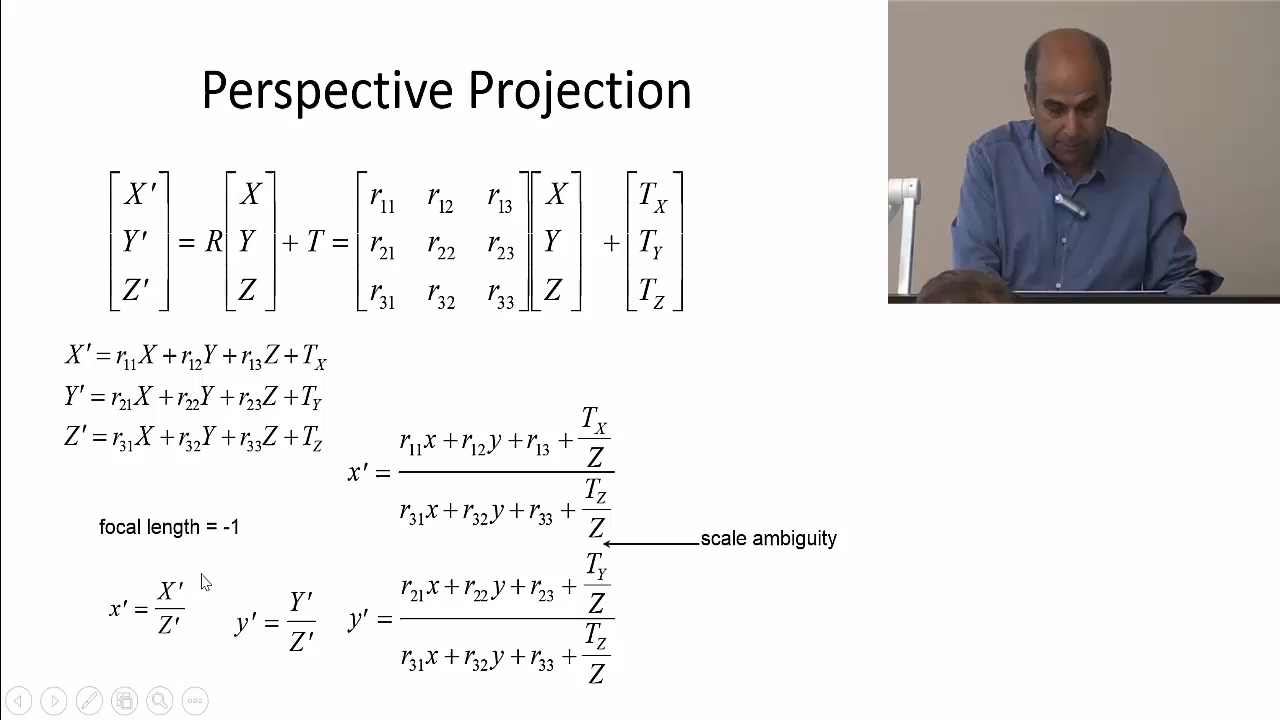 Perspective Projection
[X′ Y′ Z′] = R [X Y Z] + T = [r11 r12 r13; r21 r22 r23; r31 r32 r33] [X Y Z] + [TX TY TZ]
X′ = r11X + r12Y + r13Z + TX
Y′ = r21X + r22Y + r23Z + TY
Z′ = r31X + r32Y + r33Z + TZ
x′ = (r11x + r12y + r13 + TX/Z) / (r31x + r32y + r33 + TZ/Z)
focal length = -1
scale ambiguity
x′ = X′/Z′
y′ = Y′/Z′
y′ = (r21x + r22y + r23 + TY/Z) / (r31x + r32y + r33 + TZ/Z)